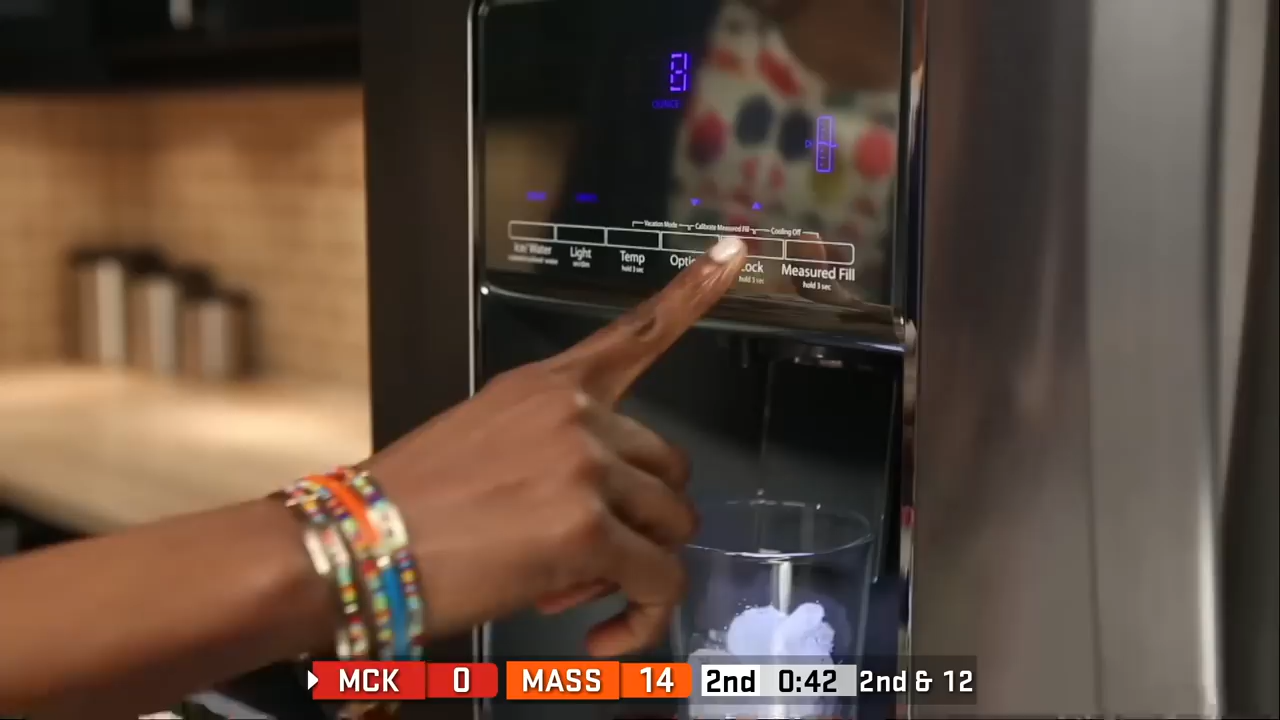 8
OUNCE
Vacation Mode Calibrate Measured Fill Cooling Off
Ice/Water Light Temp Lock Measured Fill
hold 3 sec hold 3 sec hold 3 sec
MCK 0 MASS 14 2nd 0:42 2nd & 12